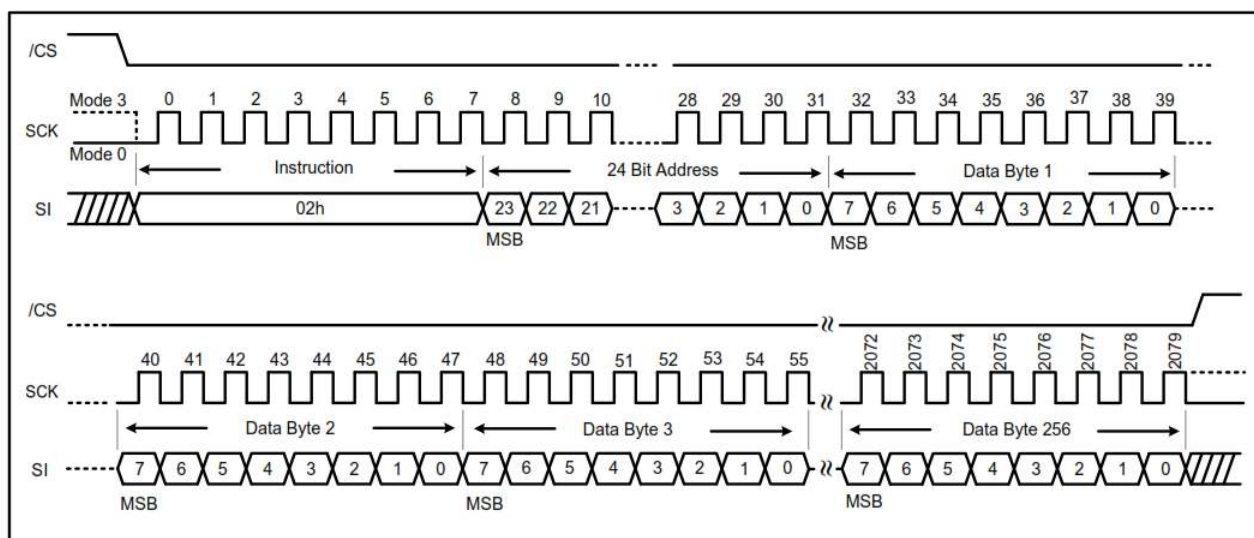 /CS
Mode 3 0 1 2 3 4 5 6 7 8 9 10 28 29 30 31 32 33 34 35 36 37 38 39
SCK
Mode 0
Instruction 24 Bit Address Data Byte 1
SI 02h 23 22 21 3 2 1 0 7 6 5 4 3 2 1 0
MSB MSB
/CS
40 41 42 43 44 45 46 47 48 49 50 51 52 53 54 55 2072 2073 2074 2075 2076 2077 2078 2079
SCK
Data Byte 2 Data Byte 3 Data Byte 256
SI 7 6 5 4 3 2 1 0 7 6 5 4 3 2 1 0 7 6 5 4 3 2 1 0
MSB MSB MSB